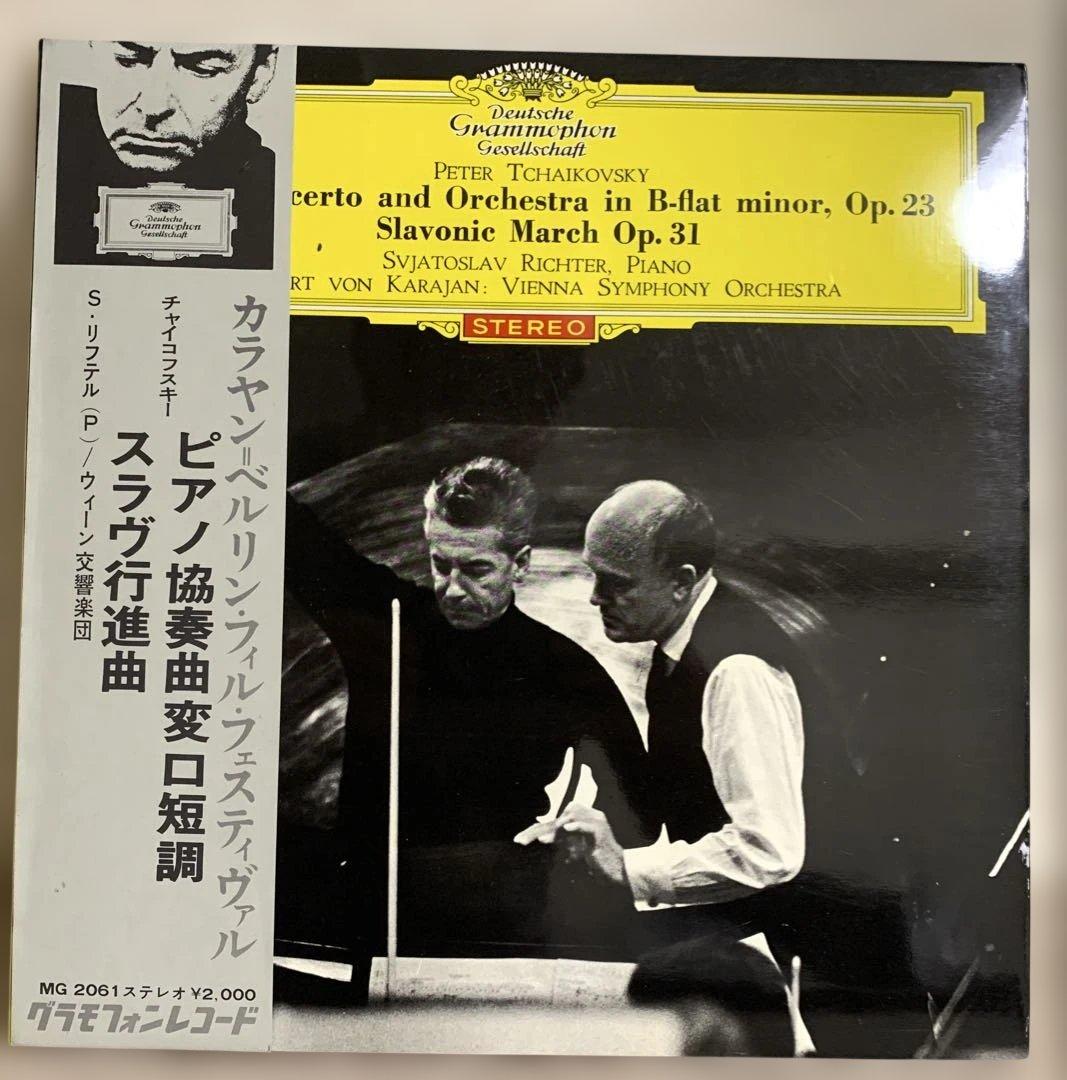 Deutsche
Grammophon
Gesellschaft
PETER TCHAIKOVSKY
certo and Orchestra in B-flat minor, Op. 23
Slavonic March Op. 31
SVJATOSLAV RICHTER, PIANO
RT VON KARAJAN: VIENNA SYMPHONY ORCHESTRA
STEREO
Deutsche
Grammophon
Gesellschaft
カラヤン=ベルリン・フィル・フェスティヴァル
チャイコフスキー
ピアノ協奏曲変ロ短調
スラヴ行進曲
S・リフテル(P)/ウィーン交響楽団
MG 2061ステレオ¥2,000
グラモフォンレコード